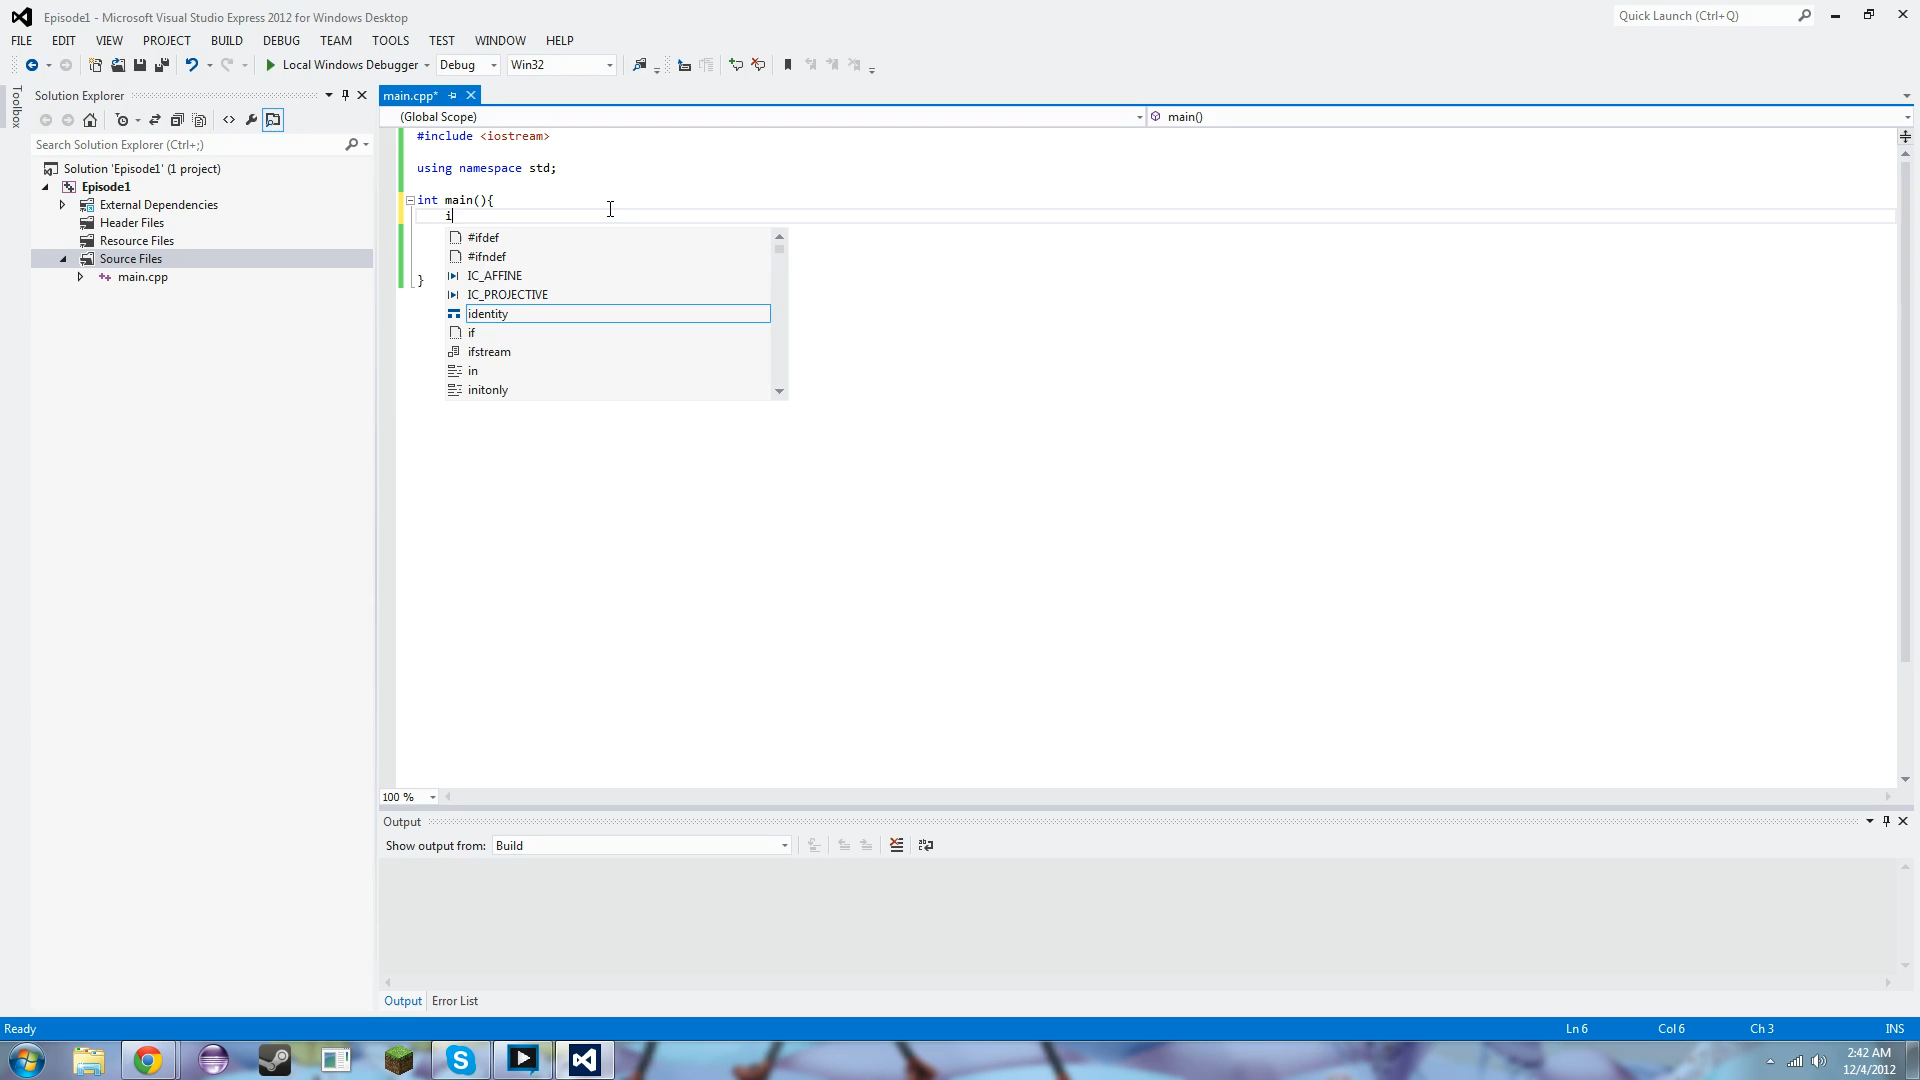 Episode1 - Microsoft Visual Studio Express 2012 for Windows Desktop
Quick Launch (Ctrl+Q)
FILE EDIT VIEW PROJECT BUILD DEBUG TEAM TOOLS TEST WINDOW HELP
Local Windows Debugger Debug Win32
Toolbox
Solution Explorer
main.cpp*
(Global Scope)
main()
Search Solution Explorer (Ctrl+;)
Solution 'Episode1' (1 project)
Episode1
External Dependencies
Header Files
Resource Files
Source Files
main.cpp
#include <iostream>
using namespace std;
int main(){
i
#ifdef
#ifndef
IC_AFFINE
IC_PROJECTIVE
identity
if
ifstream
in
initonly
}
100 %
Output
Show output from: Build
Output Error List
Ready
Ln 6 Col 6 Ch 3 INS
2:42 AM
12/4/2012